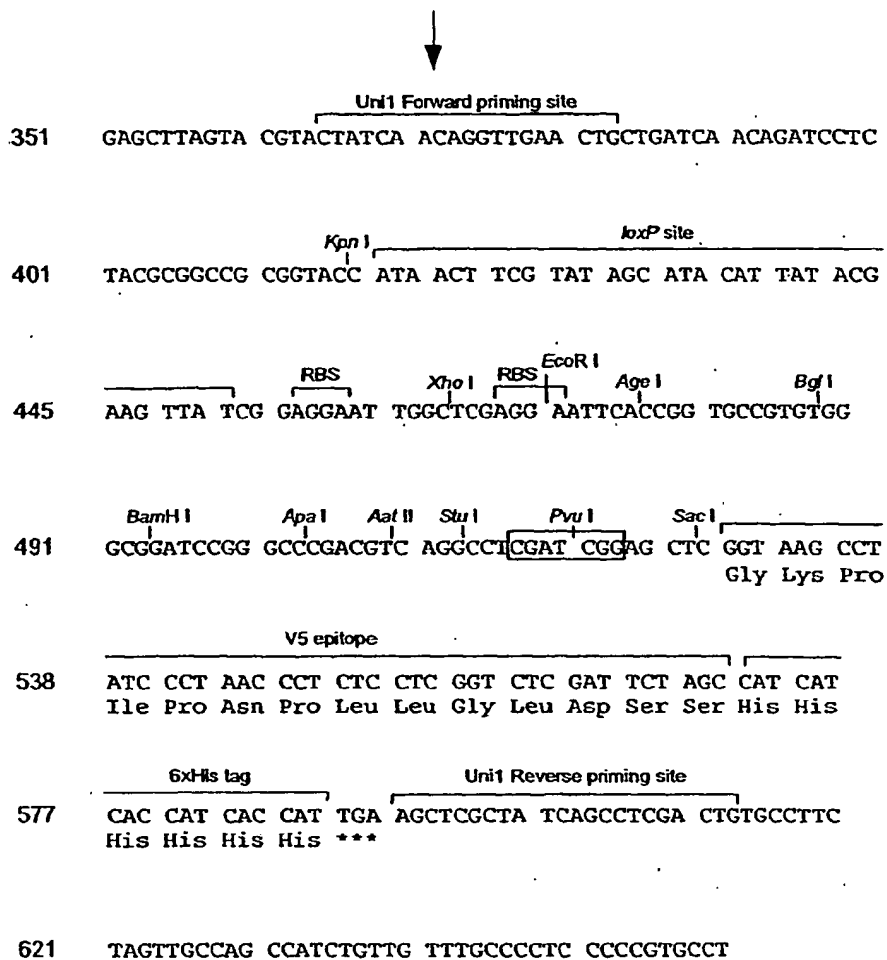 Uni1 Forward priming site
351 GAGCTTAGTA CGTACTATCAA ACAGGTTGAA CTGCTGATCAA ACAGATCCTC
Kpn I loxP site
401 TACGCGGCCG CGGTACC ATA ACT TCG TAT AGC ATA CAT TAT ACG
RBS Xho I RBS EcoR I Age I Bgl I
445 AAG TTA TCGG AGGAAT TGGCTCGAGG AATTCACCGG TGCCGTGTGG
BamH I Apa I Aat II Stu I Pvu I Sac I
491 GCGGATCCGG GCCCGACGTC AGGCCTCGAT CGGAG CTC GGT AAG CCT
Gly Lys Pro
V5 epitope
538 ATC CCT AAC CCT CTC CTC GGT CTC GAT TCT AGC CAT CAT
Ile Pro Asn Pro Leu Leu Gly Leu Asp Ser Ser His His
6xHis tag Uni1 Reverse priming site
577 CAC CAT CAC CAT TGA AGCTCGCTA TCAGCCTCGA CTGTGCCTTC
His His His His ***
621 TAGTTGCCAG CCATCTGTTG TTTGCCCCTC CCCCGTGCCT